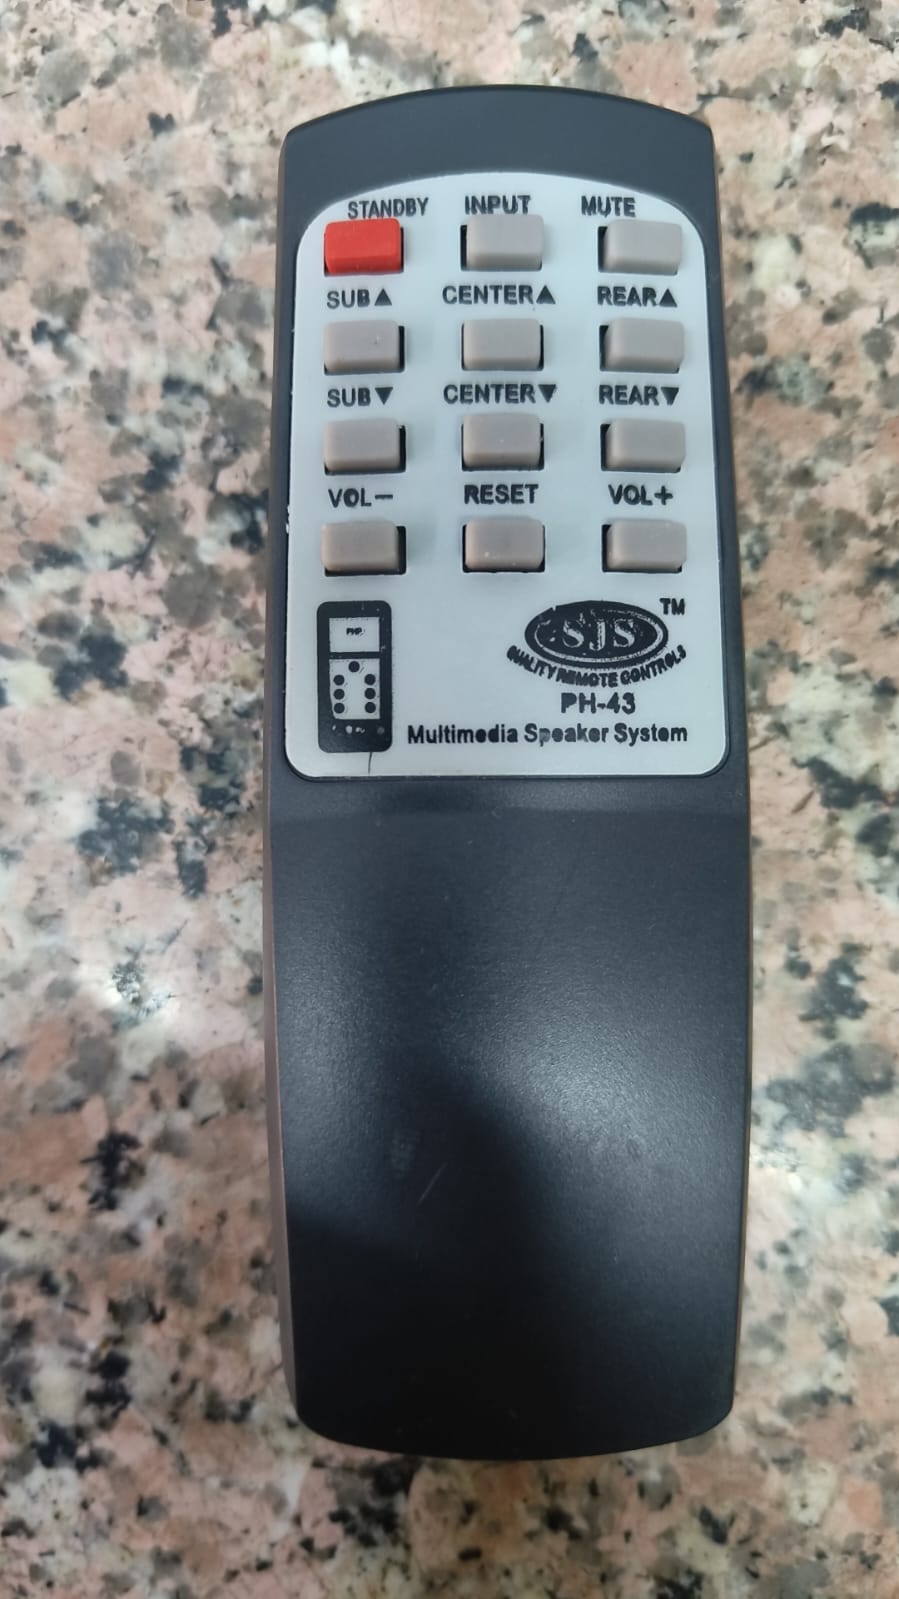 STANDBY INPUT MUTE
SUB▲ CENTER▲ REAR▲
SUB▼ CENTER▼ REAR▼
VOL− RESET VOL+
PHP
SJS TM
QUALITY REMOTE CONTROLS
PH-43
Multimedia Speaker System